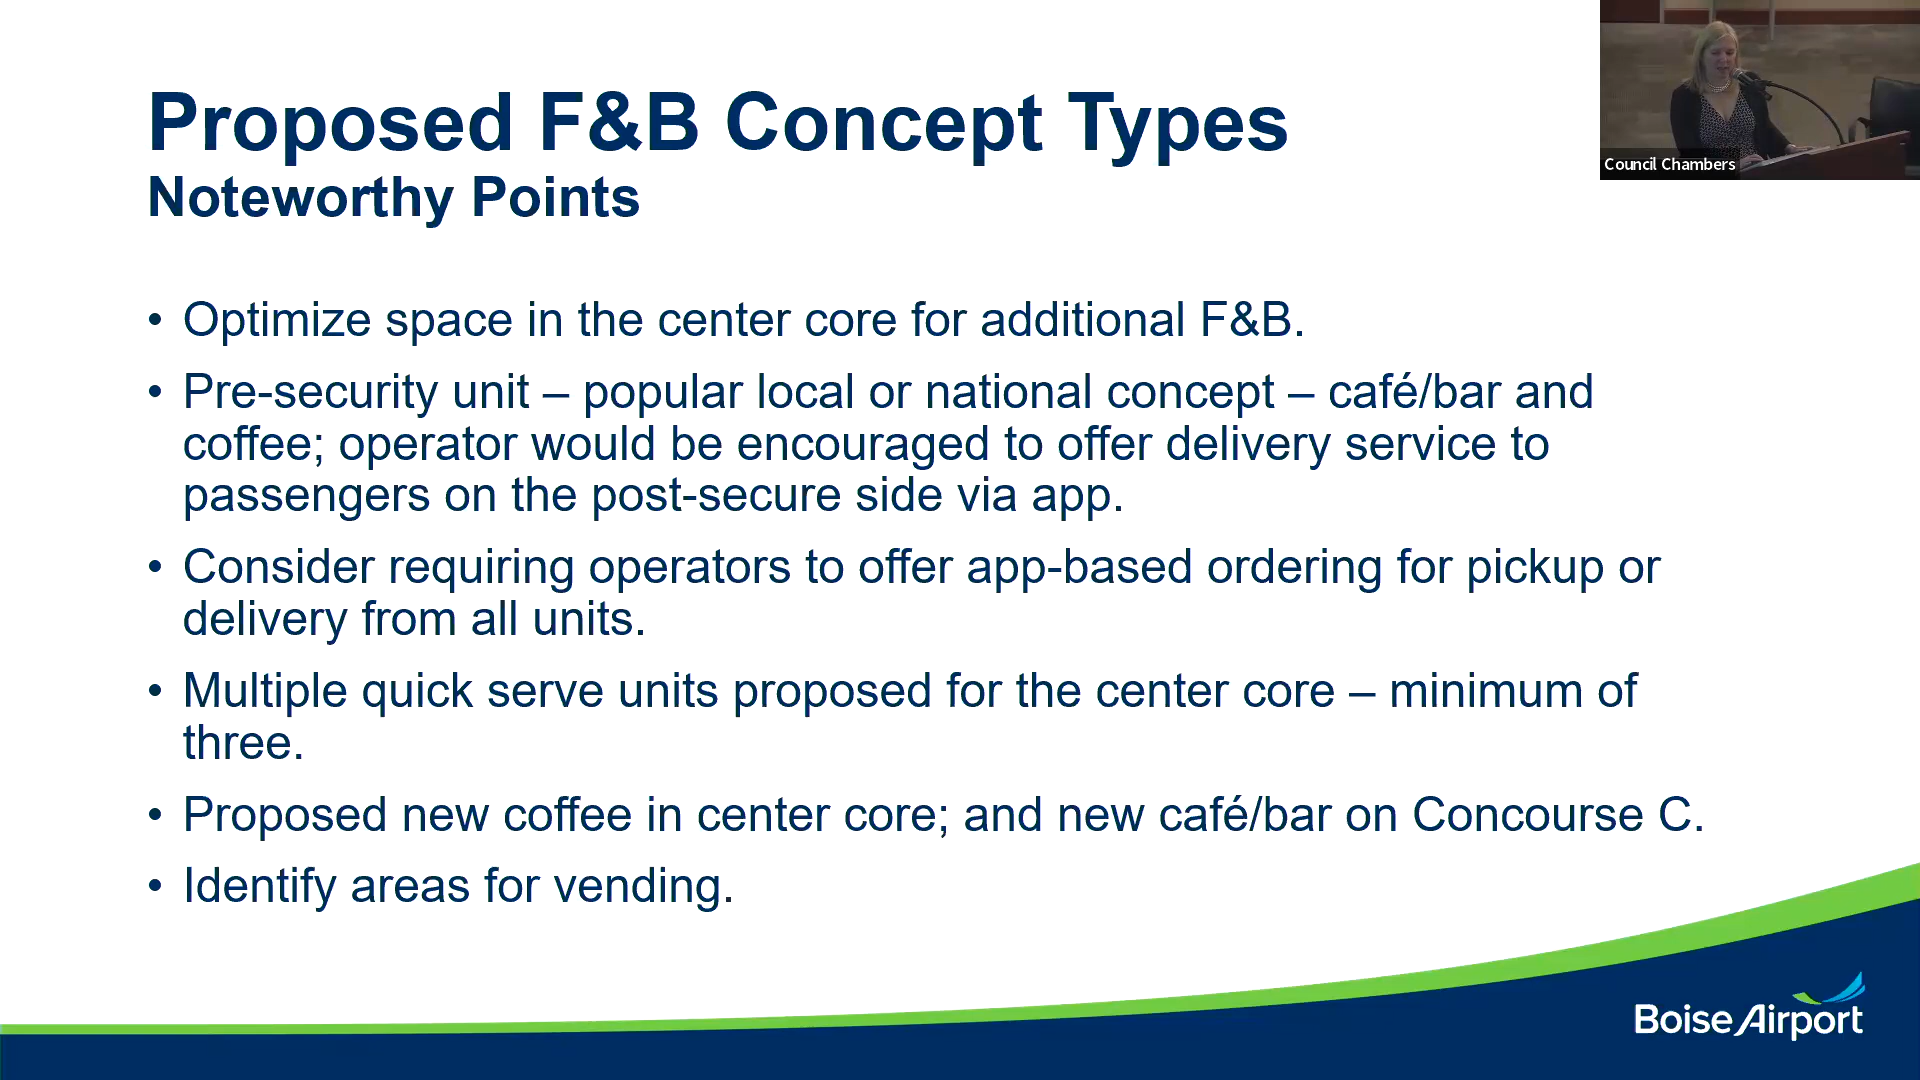 Proposed F&B Concept Types
Noteworthy Points
Council Chambers
• Optimize space in the center core for additional F&B.
• Pre-security unit – popular local or national concept – café/bar and
coffee; operator would be encouraged to offer delivery service to
passengers on the post-secure side via app.
• Consider requiring operators to offer app-based ordering for pickup or
delivery from all units.
• Multiple quick serve units proposed for the center core – minimum of
three.
• Proposed new coffee in center core; and new café/bar on Concourse C.
• Identify areas for vending.
Boise Airport